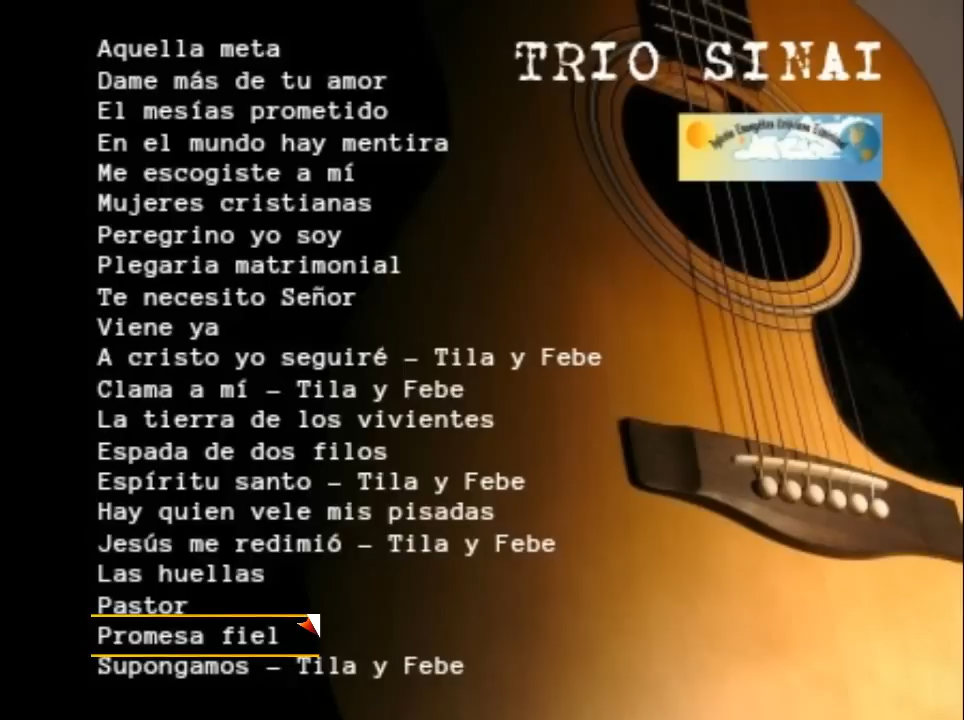 TRIO SINAI
Aquella meta
Dame más de tu amor
El mesías prometido
En el mundo hay mentira
Me escogiste a mí
Mujeres cristianas
Peregrino yo soy
Plegaria matrimonial
Te necesito Señor
Viene ya
A cristo yo seguiré – Tila y Febe
Clama a mí – Tila y Febe
La tierra de los vivientes
Espada de dos filos
Espíritu santo – Tila y Febe
Hay quien vele mis pisadas
Jesús me redimió – Tila y Febe
Las huellas
Pastor
Promesa fiel
Supongamos – Tila y Febe